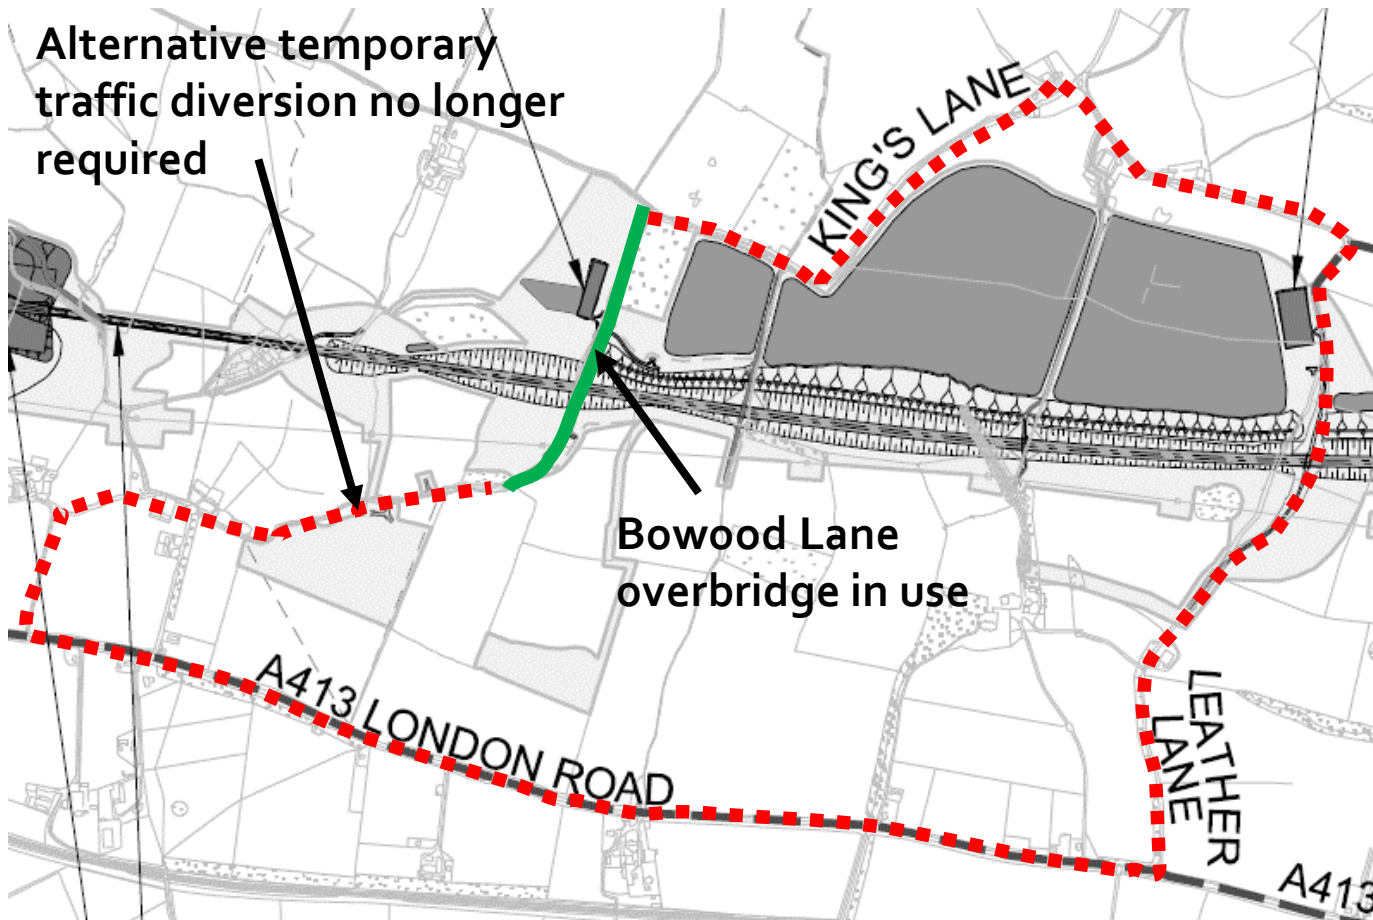 Alternative temporary
traffic diversion no longer
required
KING'S LANE
Bowood Lane
overbridge in use
A413 LONDON ROAD
LEATHER
LANE
A413